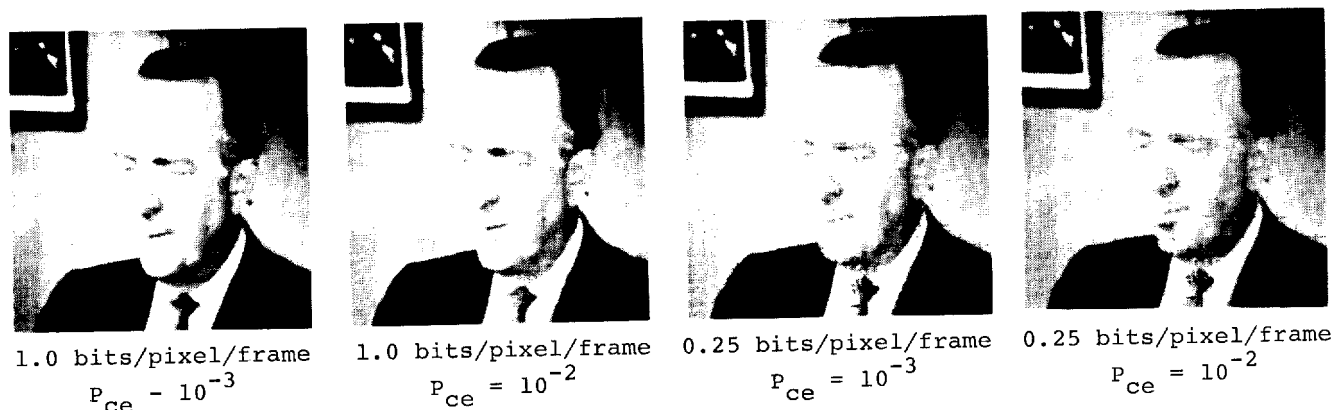 1.0 bits/pixel/frame
P_ce – 10^-3
1.0 bits/pixel/frame
P_ce = 10^-2
0.25 bits/pixel/frame
P_ce = 10^-3
0.25 bits/pixel/frame
P_ce = 10^-2